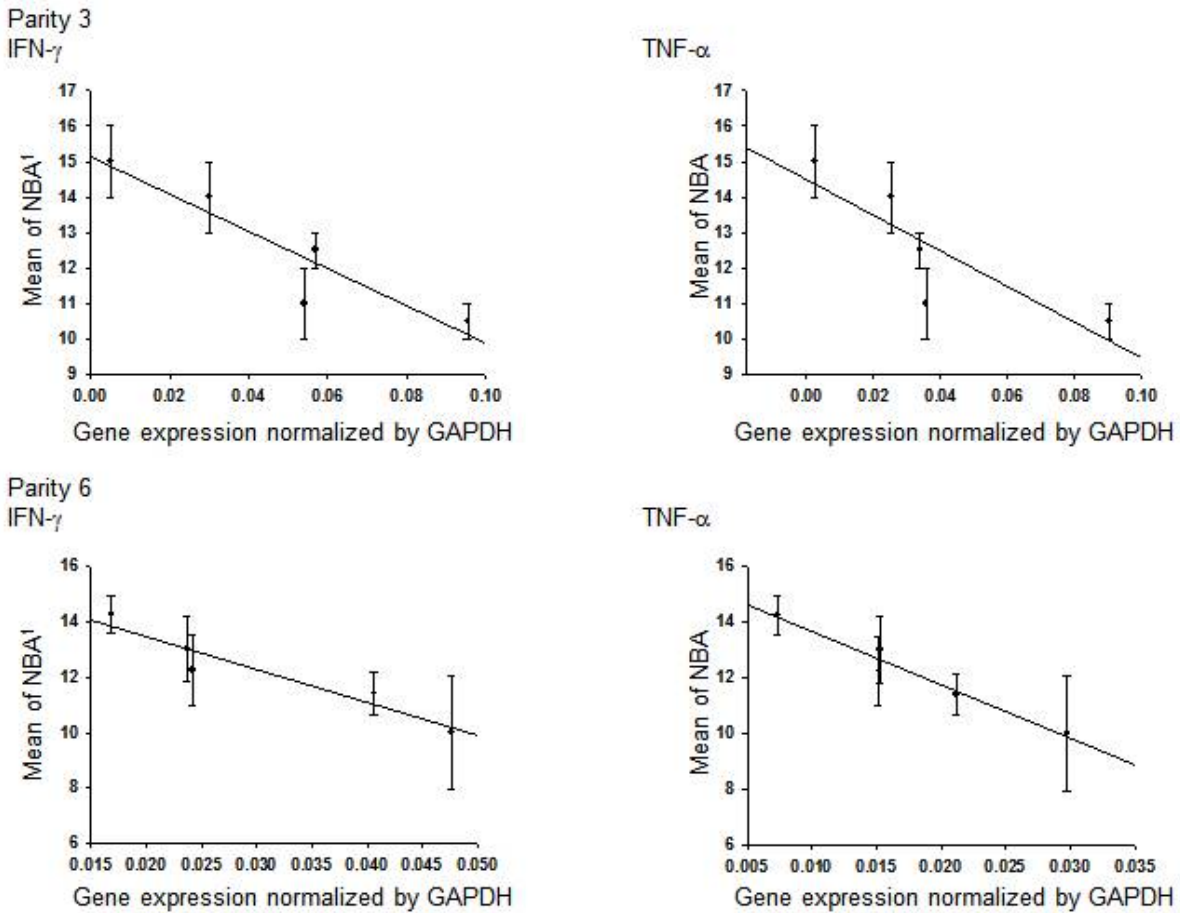 Parity 3
IFN-γ
TNF-α
17
16
15
14
13
12
11
10
9
Mean of NBA¹
0.00 0.02 0.04 0.06 0.08 0.10
Gene expression normalized by GAPDH
17
16
15
14
13
12
11
10
9
Mean of NBA
0.00 0.02 0.04 0.06 0.08 0.10
Gene expression normalized by GAPDH
Parity 6
IFN-γ
TNF-α
16
14
12
10
8
6
Mean of NBA¹
0.015 0.020 0.025 0.030 0.035 0.040 0.045 0.050
Gene expression normalized by GAPDH
16
14
12
10
8
6
Mean of NBA
0.005 0.010 0.015 0.020 0.025 0.030 0.035
Gene expression normalized by GAPDH